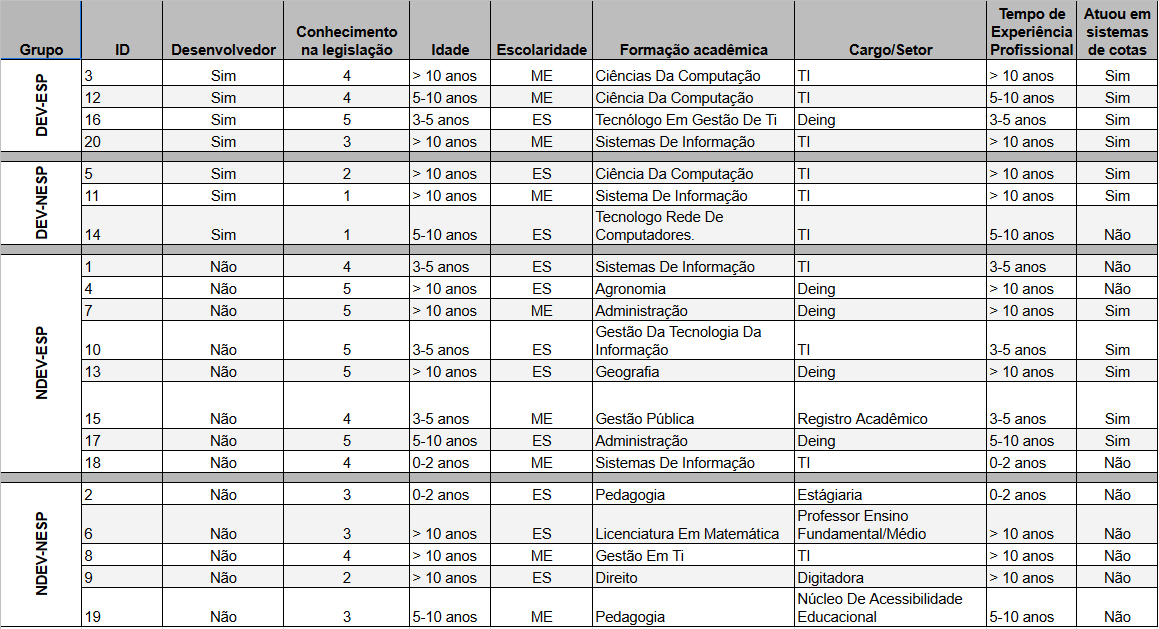 Grupo | ID | Desenvolvedor | Conhecimento na legislação | Idade | Escolaridade | Formação acadêmica | Cargo/Setor | Tempo de Experiência Profissional | Atuou em sistemas de cotas
DEV-ESP
3 | Sim | 4 | > 10 anos | ME | Ciências Da Computação | TI | > 10 anos | Sim
12 | Sim | 4 | 5-10 anos | ME | Ciência Da Computação | TI | 5-10 anos | Sim
16 | Sim | 5 | 3-5 anos | ES | Tecnólogo Em Gestão De Ti | Deing | 3-5 anos | Sim
20 | Sim | 3 | > 10 anos | ME | Sistemas De Informação | TI | > 10 anos | Sim
DEV-NESP
5 | Sim | 2 | > 10 anos | ES | Ciência Da Computação | TI | > 10 anos | Sim
11 | Sim | 1 | > 10 anos | ME | Sistema De Informação | TI | > 10 anos | Sim
14 | Sim | 1 | 5-10 anos | ES | Tecnologo Rede De Computadores. | TI | 5-10 anos | Não
NDEV-ESP
1 | Não | 4 | 3-5 anos | ES | Sistemas De Informação | TI | 3-5 anos | Não
4 | Não | 5 | > 10 anos | ES | Agronomia | Deing | > 10 anos | Não
7 | Não | 5 | > 10 anos | ME | Administração | Deing | > 10 anos | Sim
10 | Não | 5 | 3-5 anos | ES | Gestão Da Tecnologia Da Informação | TI | 3-5 anos | Sim
13 | Não | 5 | > 10 anos | ES | Geografia | Deing | > 10 anos | Sim
15 | Não | 4 | 3-5 anos | ME | Gestão Pública | Registro Acadêmico | 3-5 anos | Sim
17 | Não | 5 | 5-10 anos | ES | Administração | Deing | 5-10 anos | Sim
18 | Não | 4 | 0-2 anos | ME | Sistemas De Informação | TI | 0-2 anos | Sim
NDEV-NESP
2 | Não | 3 | 0-2 anos | ES | Pedagogia | Estágiaria | 0-2 anos | Não
6 | Não | 3 | > 10 anos | ES | Licenciatura Em Matemática | Professor Ensino Fundamental/Médio | > 10 anos | Não
8 | Não | 4 | > 10 anos | ME | Gestão Em Ti | TI | > 10 anos | Não
9 | Não | 2 | > 10 anos | ES | Direito | Digitadora | > 10 anos | Não
19 | Não | 3 | 5-10 anos | ME | Pedagogia | Núcleo De Acessibilidade Educacional | 5-10 anos | Não